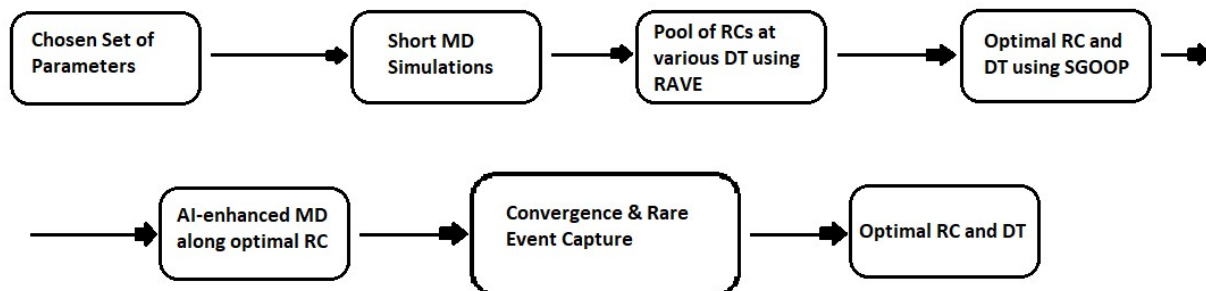 Chosen Set of
Parameters
Short MD
Simulations
Pool of RCs at
various DT using
RAVE
Optimal RC and
DT using SGOOP
AI-enhanced MD
along optimal RC
Convergence & Rare
Event Capture
Optimal RC and DT